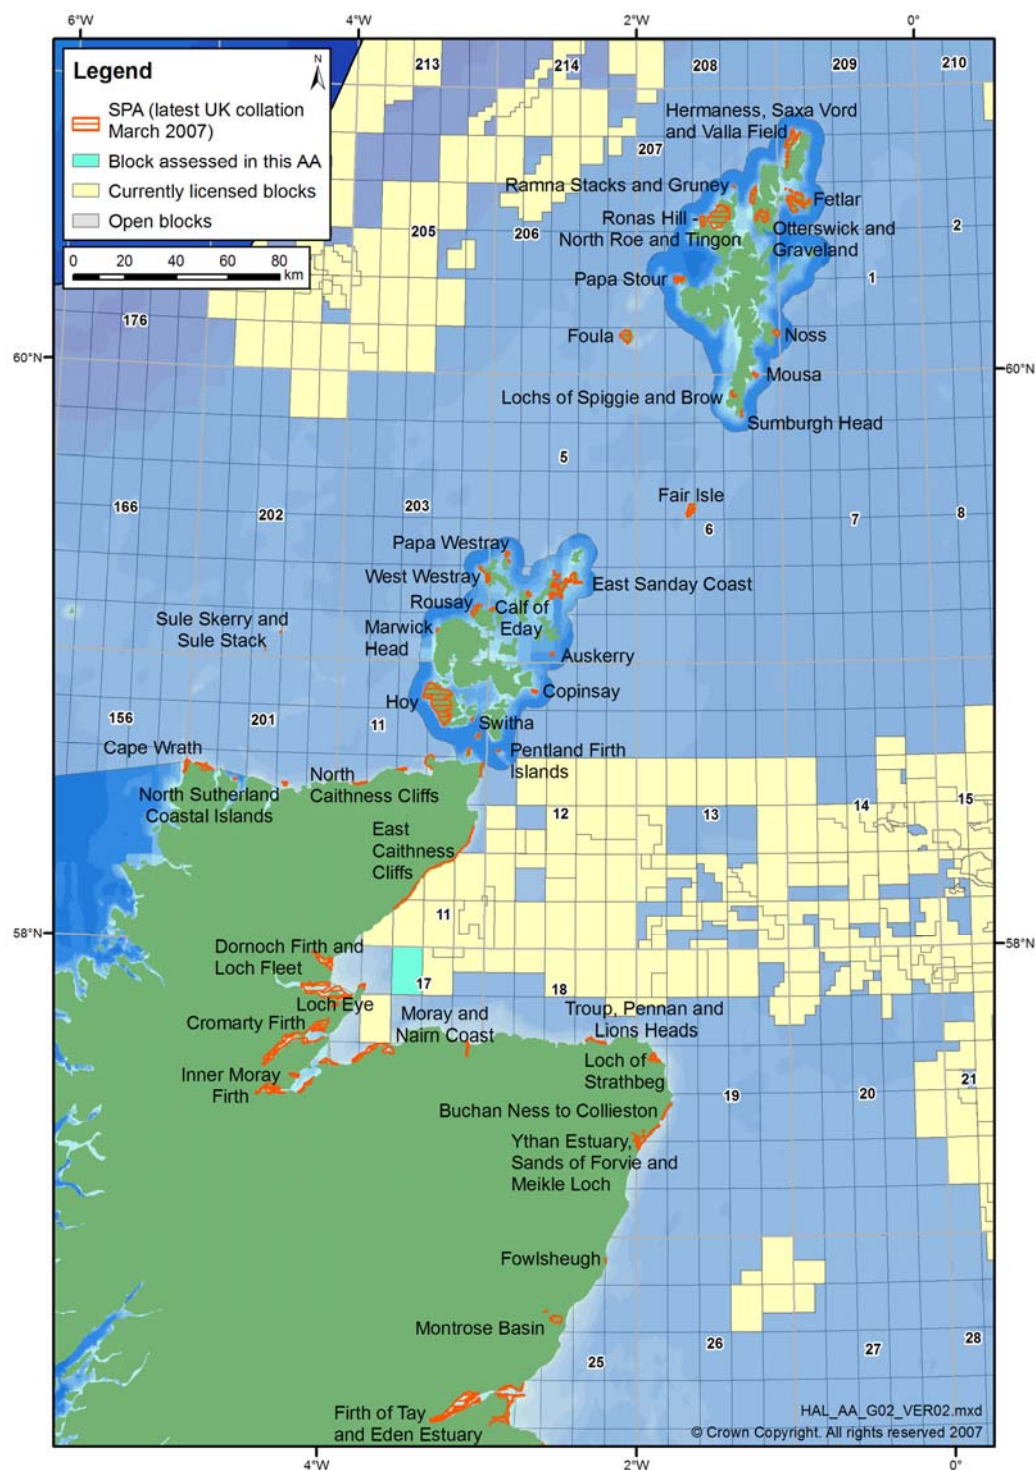 6°W
4°W
2°W
0°
Legend
N
SPA (latest UK collation
March 2007)
Block assessed in this AA
Currently licensed blocks
Open blocks
0 20 40 60 80
km
213
214
208
209
210
Hermaness, Saxa Vord
and Valla Field
207
Ramna Stacks and Gruney
Fetlar
Ronas Hill -
North Roe and Tingon
Otterswick and
Graveland
205
206
2
1
Papa Stour
176
Foula
Noss
60°N
60°N
Mousa
Lochs of Spiggie and Brow
Sumburgh Head
5
166
202
203
Fair Isle
6
7
8
Papa Westray
West Westray
East Sanday Coast
Rousay
Calf of
Eday
Sule Skerry and
Sule Stack
Marwick
Head
Auskerry
Hoy
Copinsay
156
201
11
Switha
Cape Wrath
Pentland Firth
Islands
North Sutherland
Coastal Islands
North
Caithness Cliffs
12
13
14
15
East
Caithness
Cliffs
11
58°N
58°N
Dornoch Firth and
Loch Fleet
17
18
Loch Eye
Cromarty Firth
Moray and
Nairn Coast
Troup, Pennan and
Lions Heads
Inner Moray
Firth
Loch of
Strathbeg
19
20
21
Buchan Ness to Collieston
Ythan Estuary,
Sands of Forvie and
Meikle Loch
Fowlsheugh
Montrose Basin
25
26
27
28
Firth of Tay
and Eden Estuary
HAL_AA_G02_VER02.mxd
© Crown Copyright. All rights reserved 2007
4°W
2°W
0°